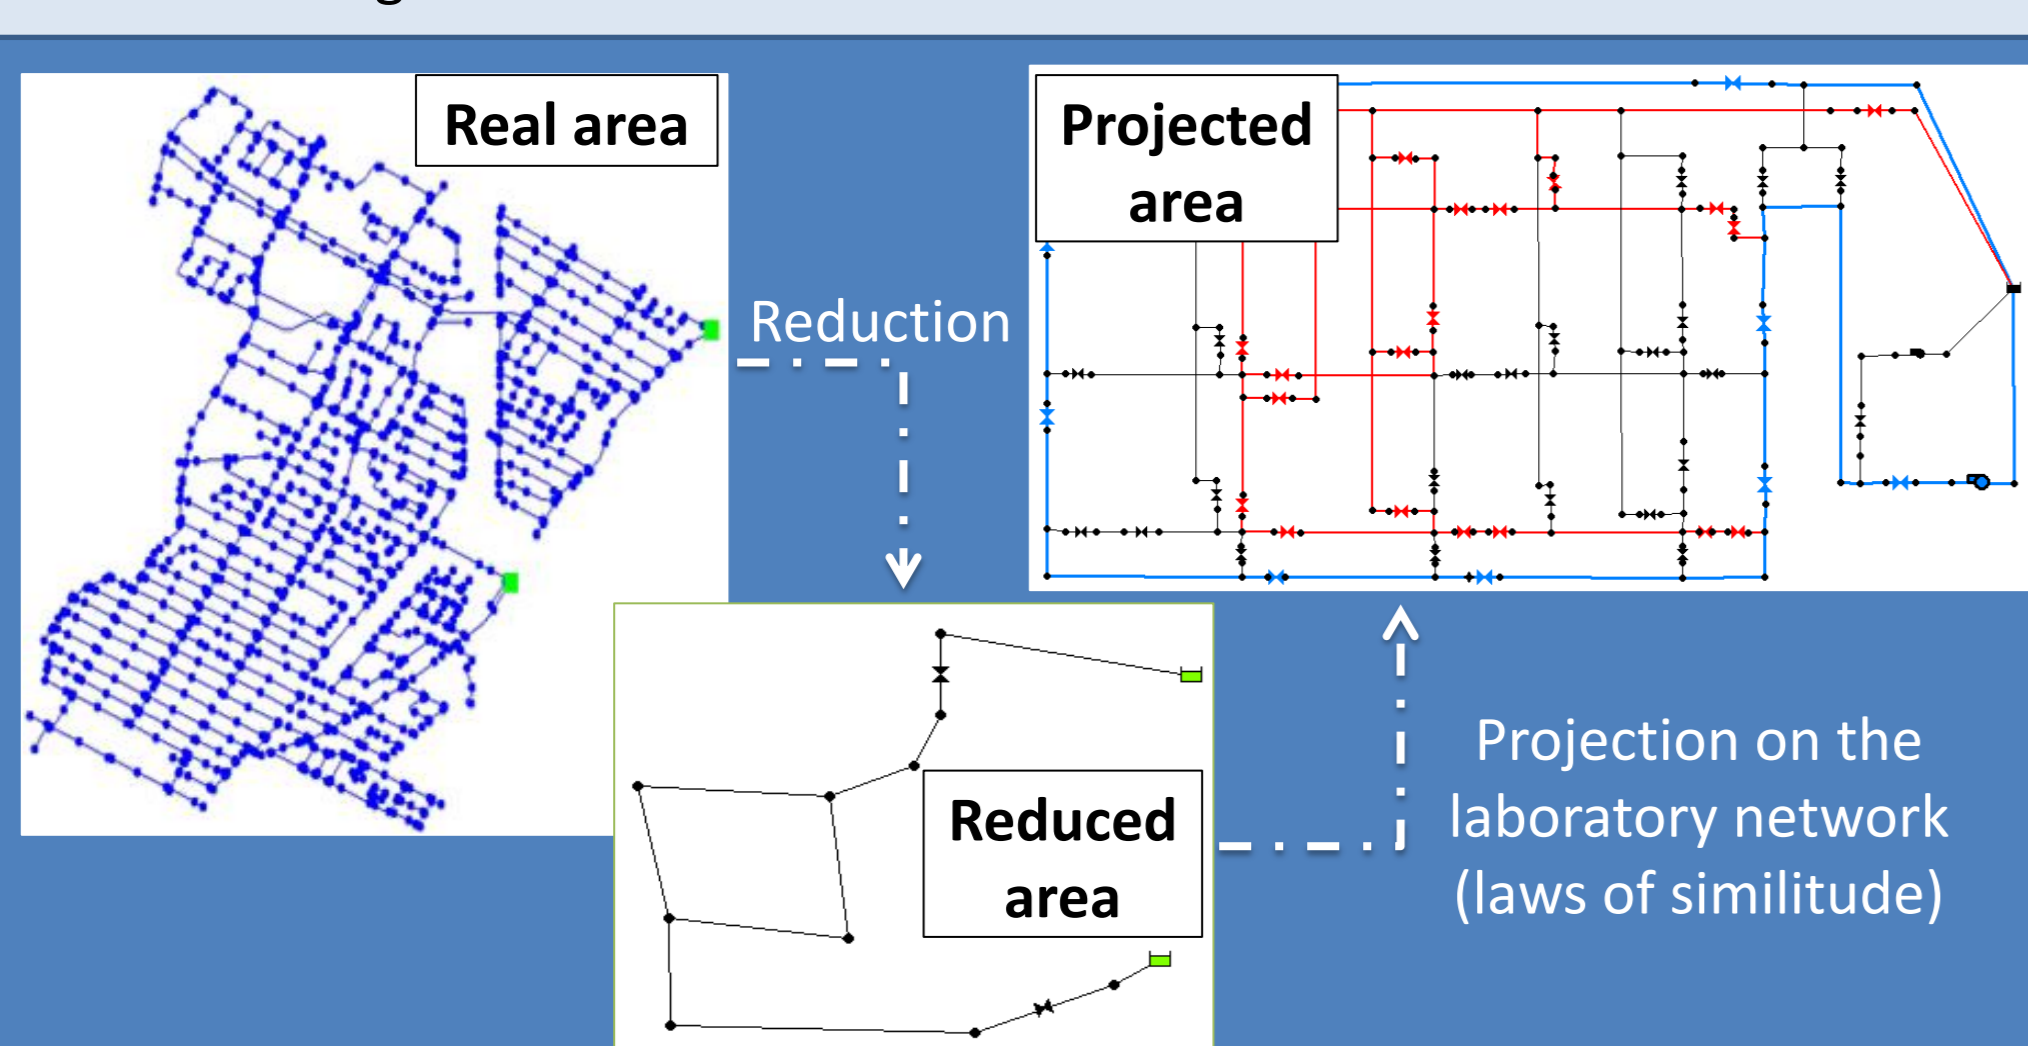 Real area
Projected
area
Reduction
Reduced
area
Projection on the
laboratory network
(laws of similitude)